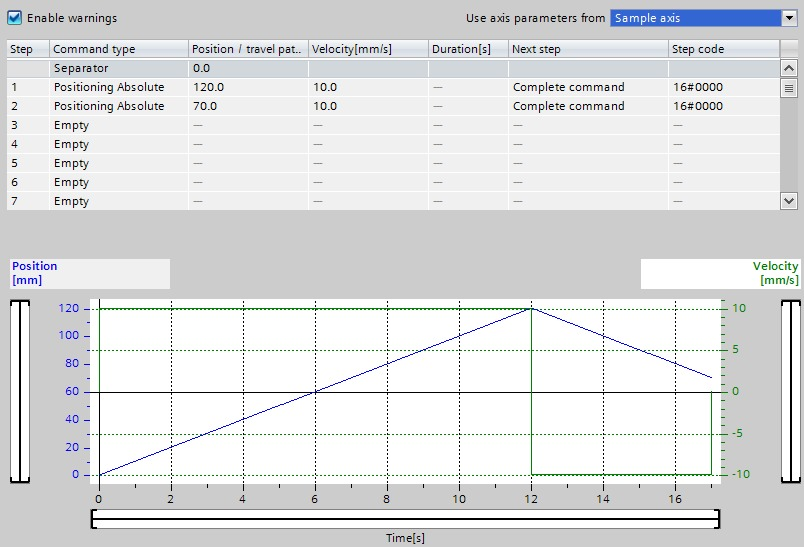 Enable warnings Use axis parameters from Sample axis
Step Command type Position / travel pat.. Velocity[mm/s] Duration[s] Next step Step code
Separator 0.0
1 Positioning Absolute 120.0 10.0 — Complete command 16#0000
2 Positioning Absolute 70.0 10.0 — Complete command 16#0000
3 Empty — — — — —
4 Empty — — — — —
5 Empty — — — — —
6 Empty — — — — —
7 Empty — — — — —
Position Velocity
[mm] [mm/s]
120 10
100 5
80
60 0
40 -5
20
0 -10
0 2 4 6 8 10 12 14 16
Time[s]